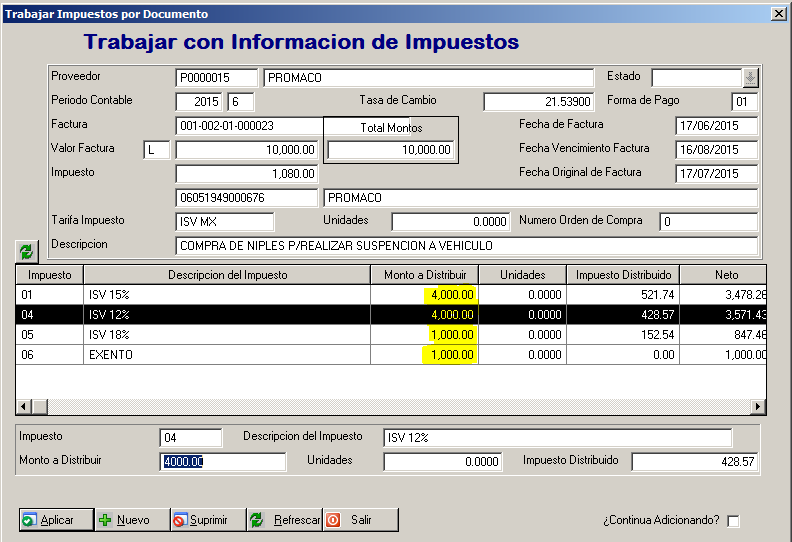 Trabajar Impuestos por Documento
Trabajar con Informacion de Impuestos
Proveedor P0000015 PROMACO Estado
Periodo Contable 2015 6 Tasa de Cambio 21.53900 Forma de Pago 01
Factura 001-002-01-000023 Total Montos Fecha de Factura 17/06/2015
Valor Factura L 10,000.00 10,000.00 Fecha Vencimiento Factura 16/08/2015
Impuesto 1,080.00 Fecha Original de Factura 17/07/2015
06051949000676 PROMACO
Tarifa Impuesto ISV MX Unidades 0.0000 Numero Orden de Compra 0
Descripcion COMPRA DE NIPLES P/REALIZAR SUSPENCION A VEHICULO
Impuesto Descripcion del Impuesto Monto a Distribuir Unidades Impuesto Distribuido Neto
01 ISV 15% 4,000.00 0.0000 521.74 3,478.26
04 ISV 12% 4,000.00 0.0000 428.57 3,571.43
05 ISV 18% 1,000.00 0.0000 152.54 847.46
06 EXENTO 1,000.00 0.0000 0.00 1,000.00
Impuesto 04 Descripcion del Impuesto ISV 12%
Monto a Distribuir 4000.00 Unidades 0.0000 Impuesto Distribuido 428.57
Aplicar Nuevo Suprimir Refrescar Salir ¿Continua Adicionando?